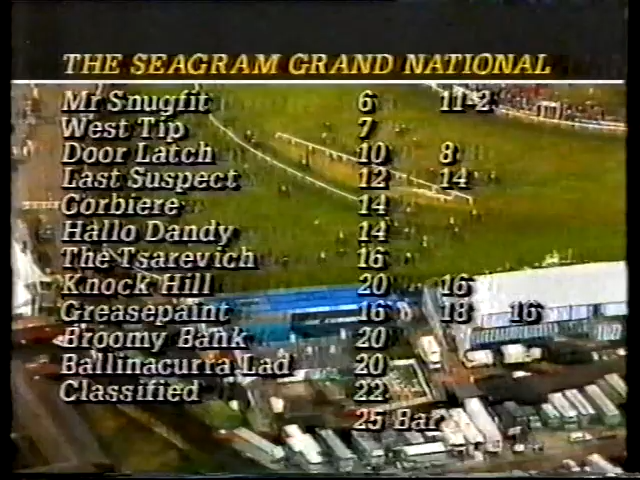 THE SEAGRAM GRAND NATIONAL
Mr Snugfit 6 11-2
West Tip 7
Door Latch 10 8
Last Suspect 12 14
Corbiere 14
Hallo Dandy 14
The Tsarevich 16
Knock Hill 20 16
Greasepaint 16 18 16
Broomy Bank 20
Ballinacurra Lad 20
Classified 22
25 Bar